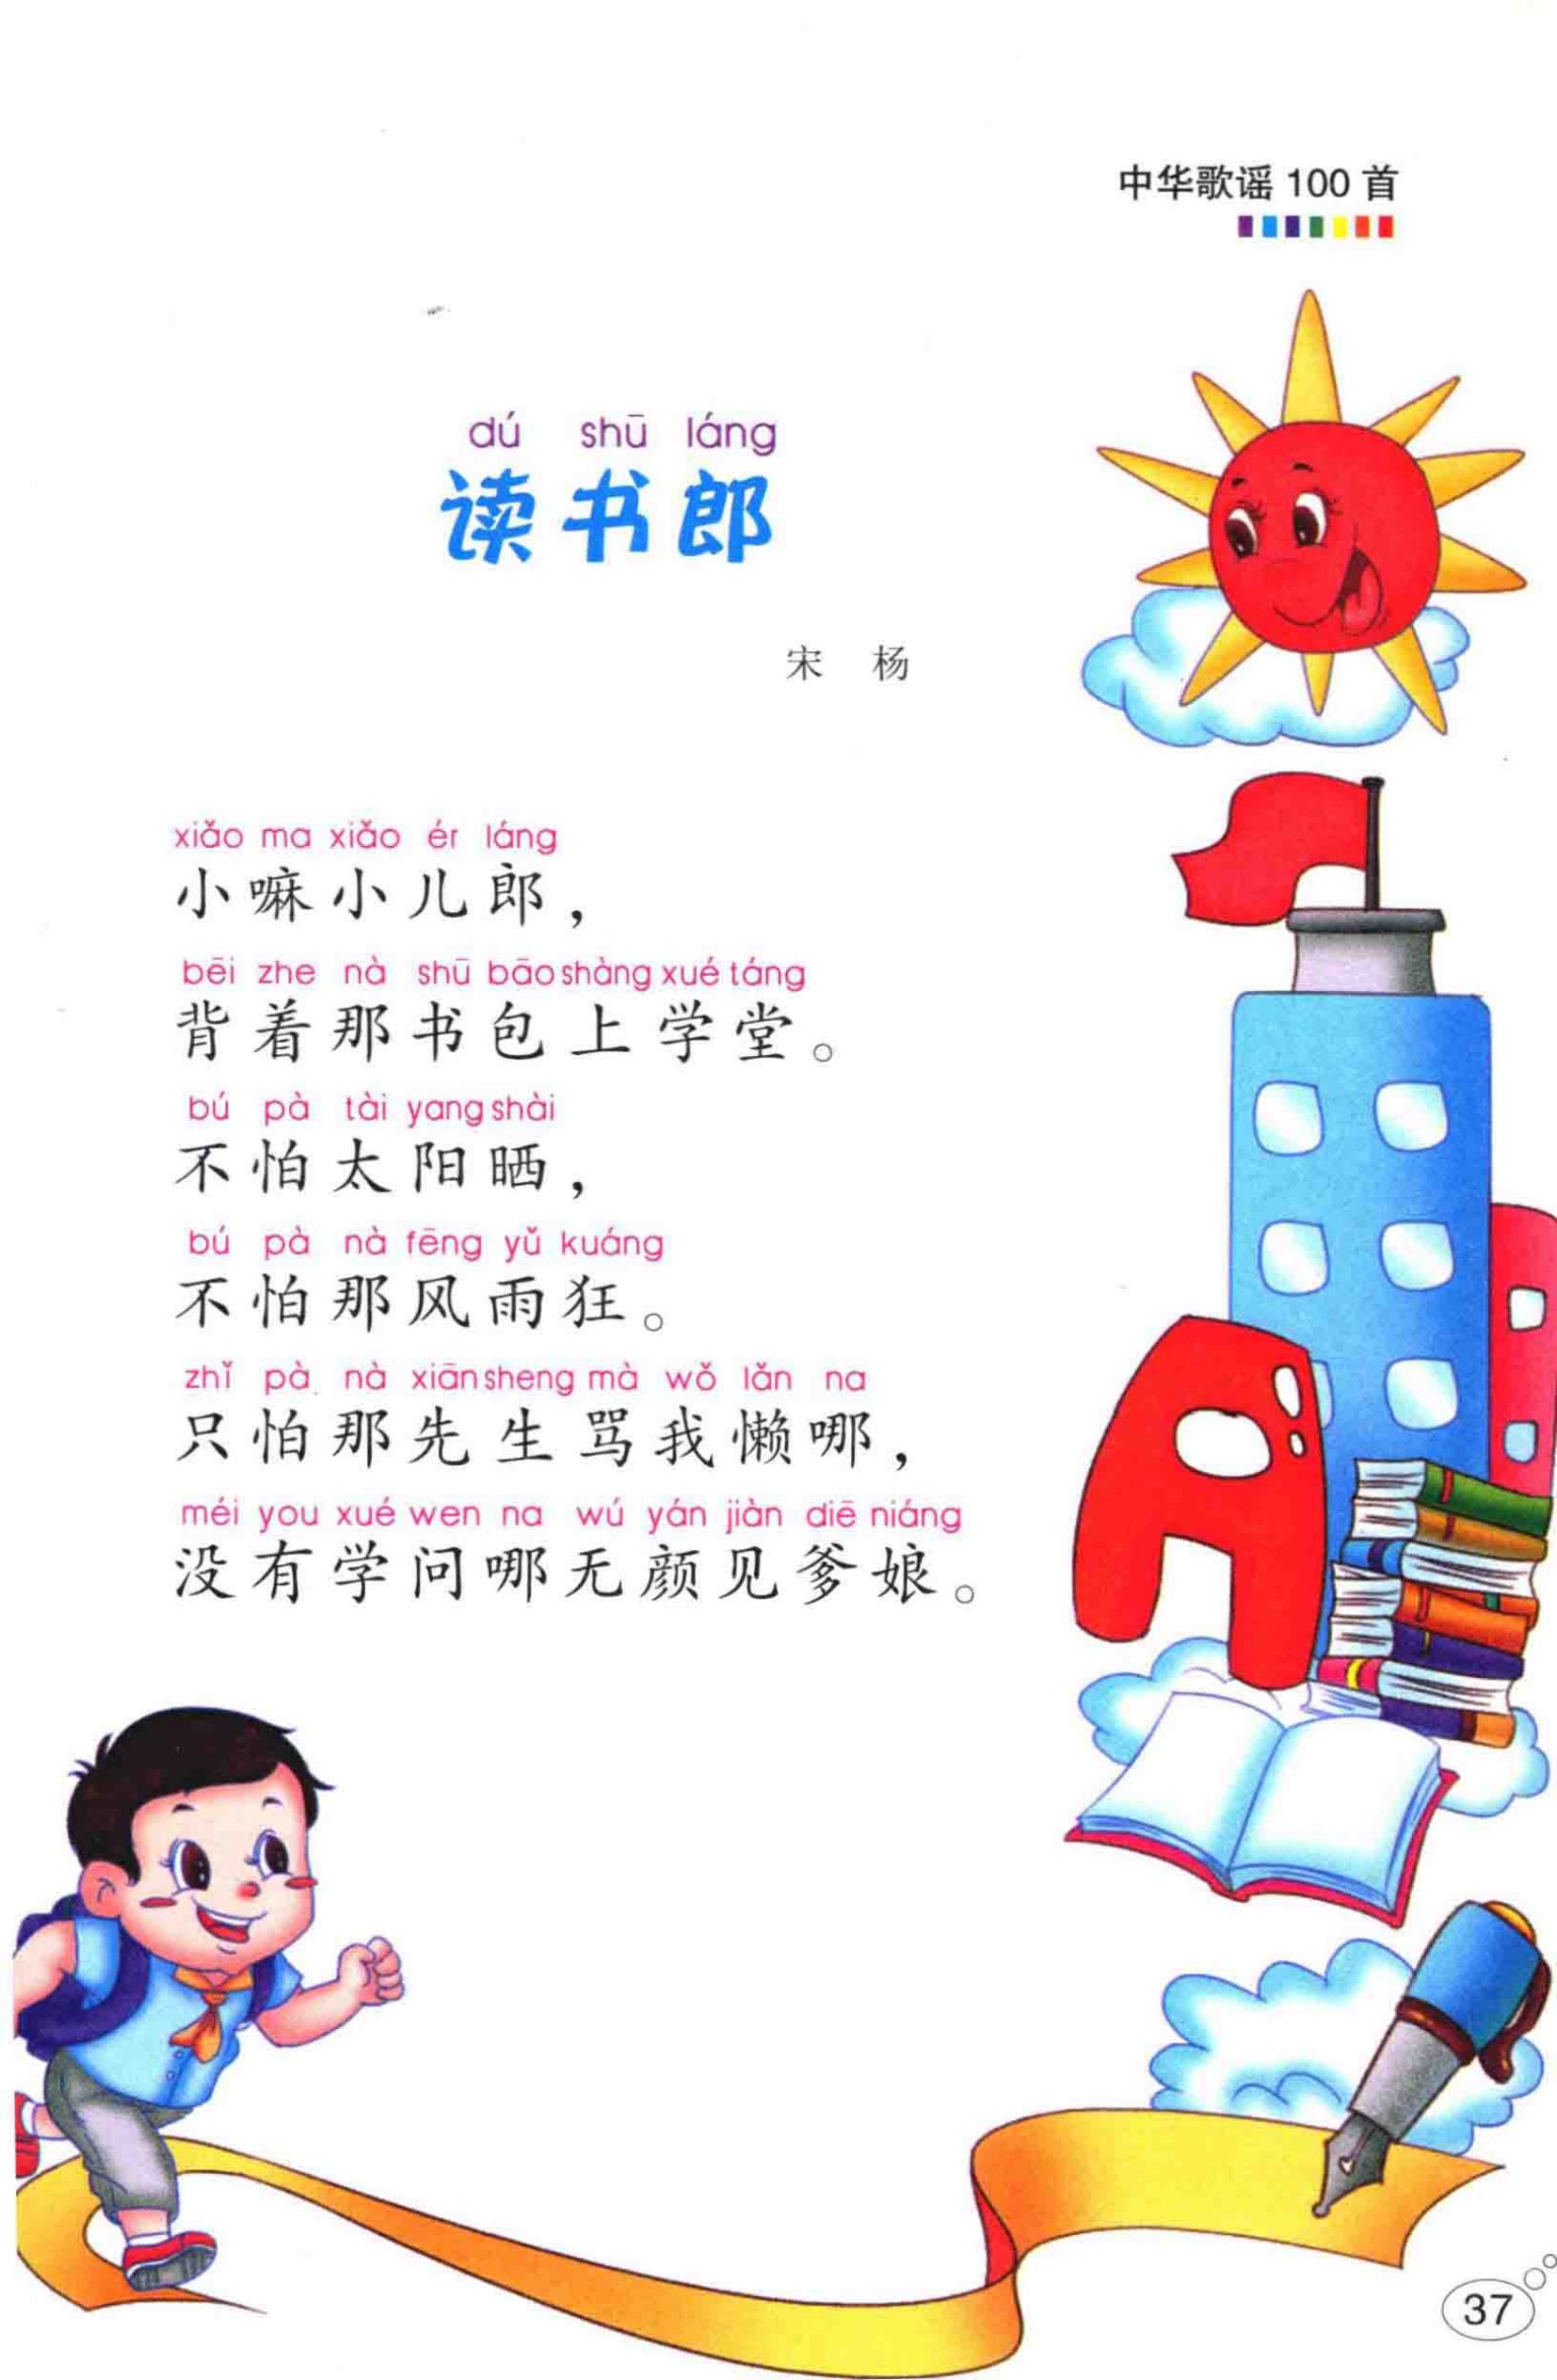 中华歌谣 100 首
dú shū láng
读书郎
宋 杨
xiǎo ma xiǎo ér láng
小嘛小儿郎，
bēi zhe nà shū bāo shàng xué táng
背着那书包上学堂。
bú pà tài yang shài
不怕太阳晒，
bú pà nà fēng yǔ kuáng
不怕那风雨狂。
zhǐ pà nà xiān sheng mà wǒ lǎn na
只怕那先生骂我懒哪，
méi you xué wen na wú yán jiàn diē niáng
没有学问哪无颜见爹娘。
37